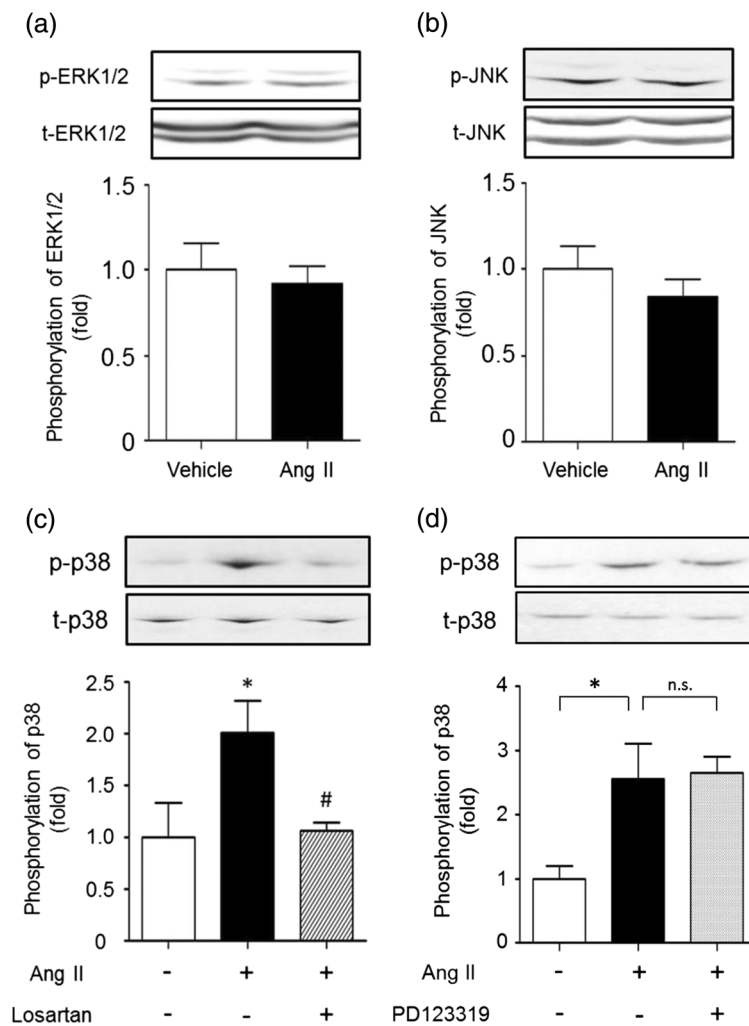 (a)
p-ERK1/2
t-ERK1/2
Phosphorylation of ERK1/2
(fold)
1.5
1.0
0.5
0
Vehicle Ang II
(b)
p-JNK
t-JNK
Phosphorylation of JNK
(fold)
1.5
1.0
0.5
0
Vehicle Ang II
(c)
p-p38
t-p38
Phosphorylation of p38
(fold)
2.5
2.0
1.5
1.0
0.5
0
*
#
Ang II - + +
Losartan - - +
(d)
p-p38
t-p38
Phosphorylation of p38
(fold)
4
3
2
1
0
*
n.s.
Ang II - + +
PD123319 - - +